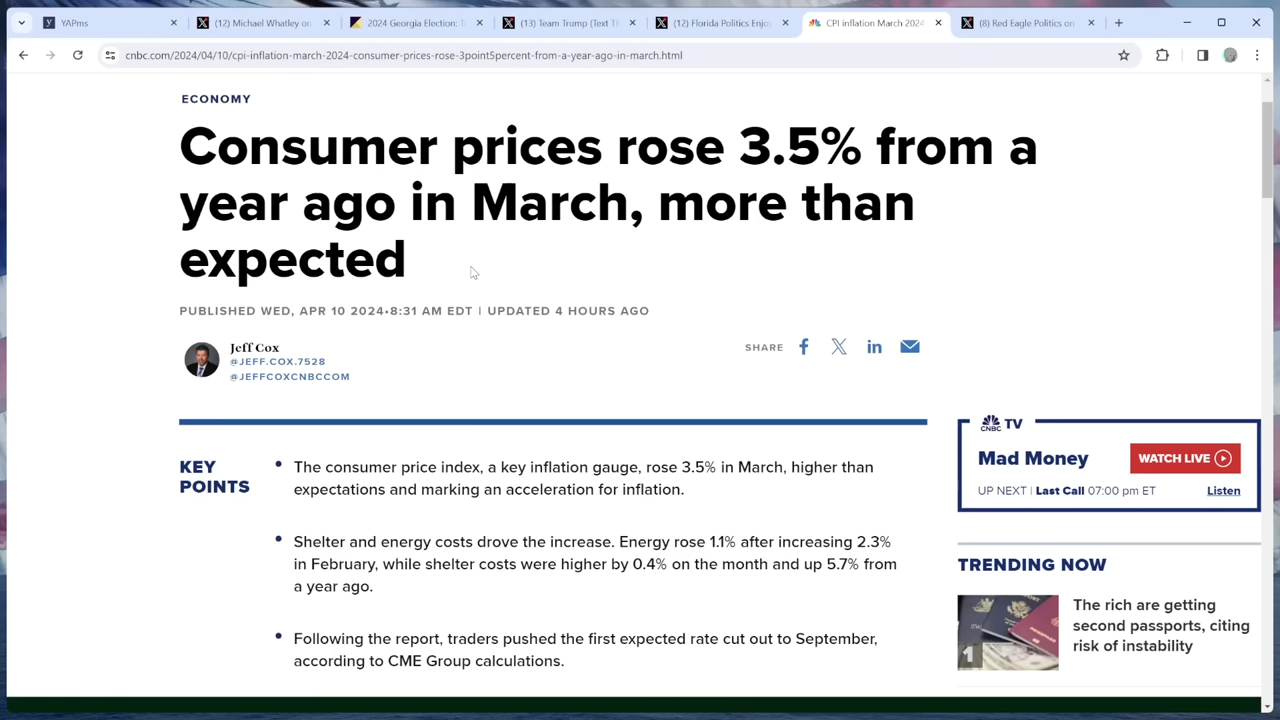 YAPms
(12) Michael Whatley on
2024 Georgia Election: T
(13) Team Trump (Text T
(12) Florida Politics Enjoy
CPI inflation March 2024
(8) Red Eagle Politics on
cnbc.com/2024/04/10/cpi-inflation-march-2024-consumer-prices-rose-3point5percent-from-a-year-ago-in-march.html
ECONOMY
Consumer prices rose 3.5% from a
year ago in March, more than
expected
PUBLISHED WED, APR 10 2024•8:31 AM EDT | UPDATED 4 HOURS AGO
Jeff Cox
@JEFF.COX.7528
@JEFFCOXCNBCCOM
SHARE
KEY
POINTS
The consumer price index, a key inflation gauge, rose 3.5% in March, higher than
expectations and marking an acceleration for inflation.
Shelter and energy costs drove the increase. Energy rose 1.1% after increasing 2.3%
in February, while shelter costs were higher by 0.4% on the month and up 5.7% from
a year ago.
Following the report, traders pushed the first expected rate cut out to September,
according to CME Group calculations.
CNBC TV
Mad Money
WATCH LIVE
UP NEXT | Last Call 07:00 pm ET
Listen
TRENDING NOW
1
The rich are getting
second passports, citing
risk of instability